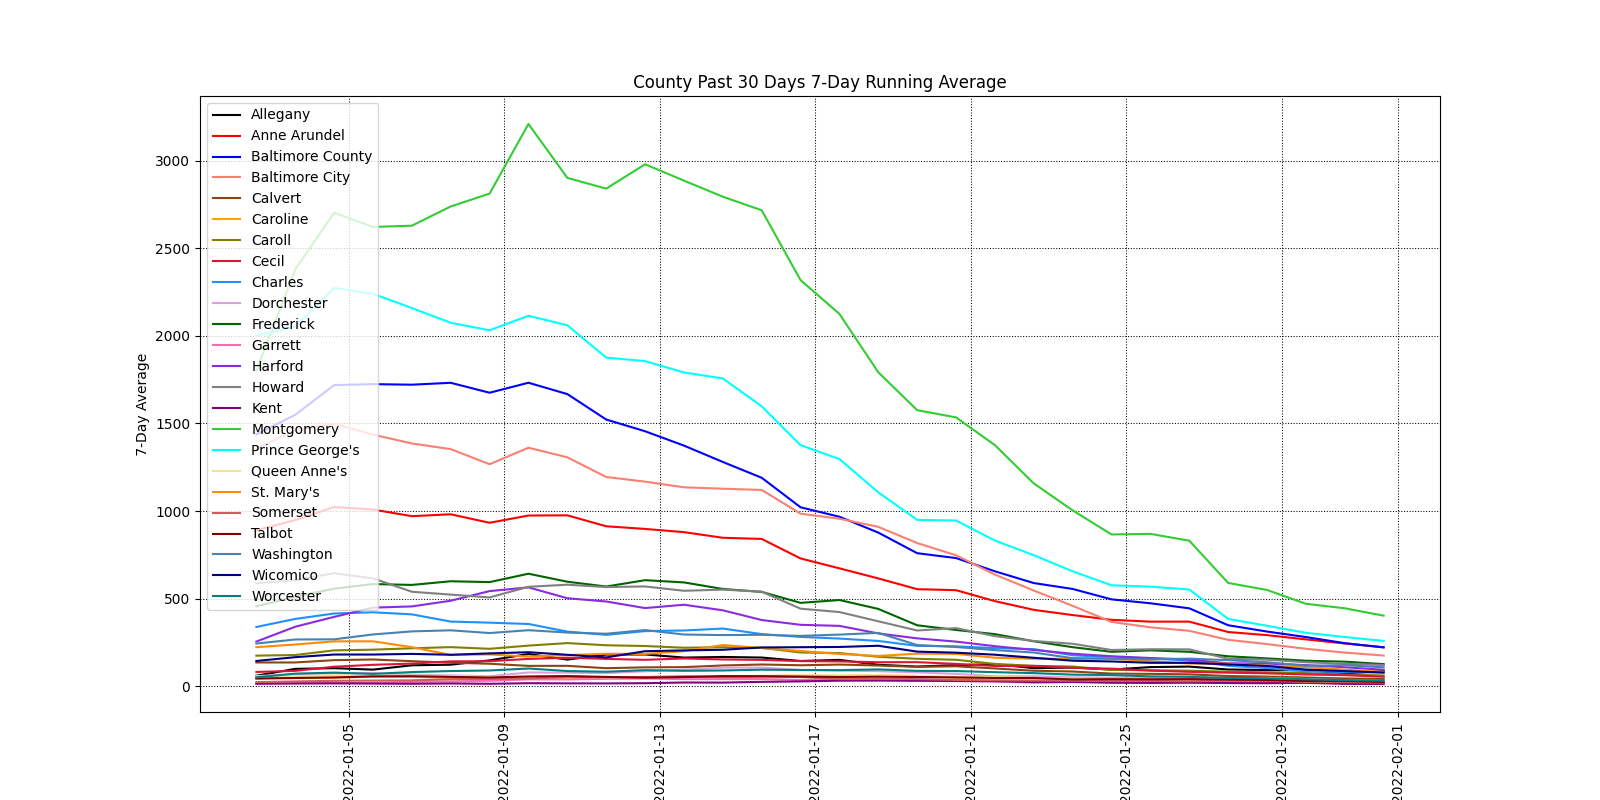 County Past 30 Days 7-Day Running Average
Allegany
Anne Arundel
Baltimore County
Baltimore City
Calvert
Caroline
Caroll
Cecil
Charles
Dorchester
Frederick
Garrett
Harford
Howard
Kent
Montgomery
Prince George's
Queen Anne's
St. Mary's
Somerset
Talbot
Washington
Wicomico
Worcester
7-Day Average
3000
2500
2000
1500
1000
500
0
2022-01-05
2022-01-09
2022-01-13
2022-01-17
2022-01-21
2022-01-25
2022-01-29
2022-02-01